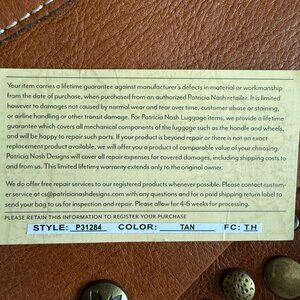 Your item carries a lifetime guarantee against manufacturer's defects in material or workmanship
from the date of purchase, when purchased from an authorized Patricia Nash retailer. It is limited
however to damages not caused by normal wear and tear over time, customer abuse or staining,
or airline handling or other transit damage. For Patricia Nash Luggage items, we provide a lifetime
guarantee which covers all mechanical components of the luggage such as the handle and wheels,
and will be happy to repair such parts. If your product is beyond repair or there is not an exact
replacement product available, we will offer you a product of comparable value of your choosing.
Patricia Nash Designs will cover all repair expenses for covered damages, including shipping costs to
and from us. This limited lifetime warranty extends only to the original owner.
We do offer free repair services to our registered products whenever possible. Please contact custom-
er service at cs@patricianashdesigns.com with any questions and for a paid shipping return label to
send your bag to us for inspection and repair. Please allow for 4-6 weeks for processing.
PLEASE RETAIN THIS INFORMATION TO REGISTER YOUR PURCHASE
STYLE: P31284 COLOR: TAN FC: TH